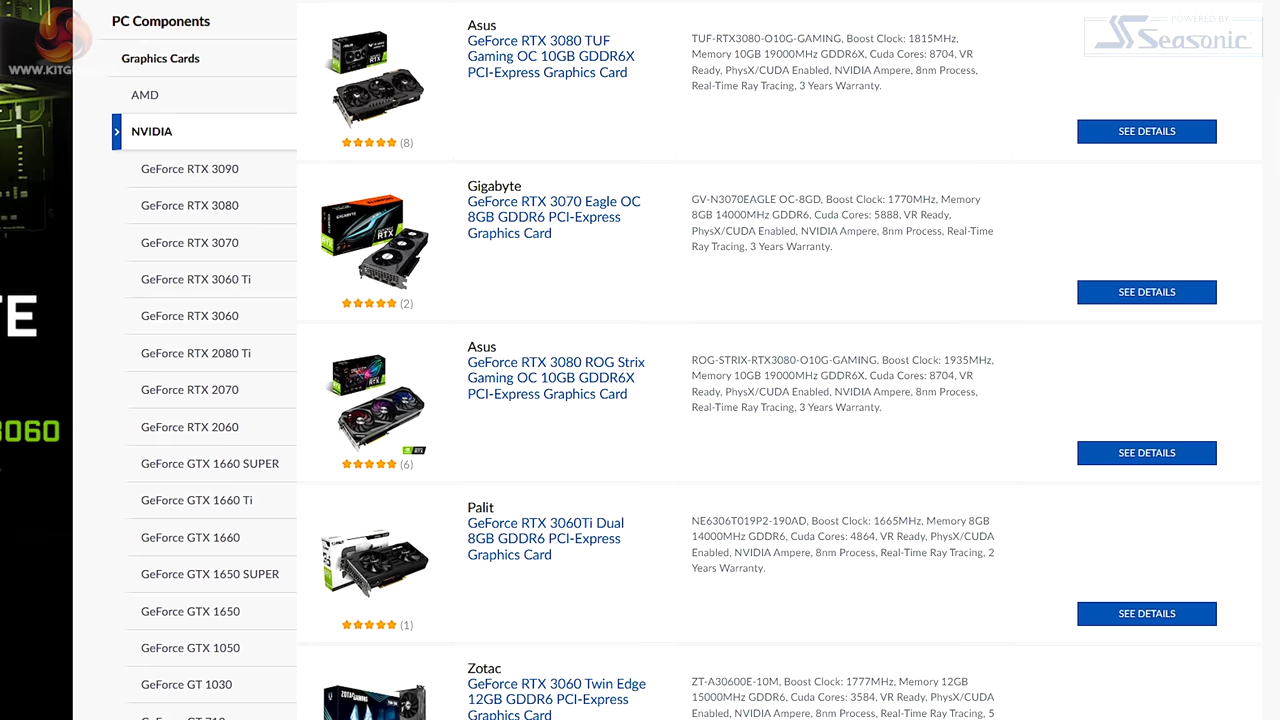 PC Components
Graphics Cards
AMD
NVIDIA
GeForce RTX 3090
GeForce RTX 3080
GeForce RTX 3070
GeForce RTX 3060 Ti
GeForce RTX 3060
GeForce RTX 2080 Ti
GeForce RTX 2070
GeForce RTX 2060
GeForce GTX 1660 SUPER
GeForce GTX 1660 Ti
GeForce GTX 1660
GeForce GTX 1650 SUPER
GeForce GTX 1650
GeForce GTX 1050
GeForce GT 1030
WWW.KITG
TE
3060
Asus
GeForce RTX 3080 TUF
Gaming OC 10GB GDDR6X
PCI-Express Graphics Card
(8)
TUF-RTX3080-O10G-GAMING, Boost Clock: 1815MHz,
Memory 10GB 19000MHz GDDR6X, Cuda Cores: 8704, VR
Ready, PhysX/CUDA Enabled, NVIDIA Ampere, 8nm Process,
Real-Time Ray Tracing, 3 Years Warranty.
SEE DETAILS
POWERED BY
Seasonic
Gigabyte
GeForce RTX 3070 Eagle OC
8GB GDDR6 PCI-Express
Graphics Card
(2)
GV-N3070EAGLE OC-8GD, Boost Clock: 1770MHz, Memory
8GB 14000MHz GDDR6, Cuda Cores: 5888, VR Ready,
PhysX/CUDA Enabled, NVIDIA Ampere, 8nm Process, Real-Time
Ray Tracing, 3 Years Warranty.
SEE DETAILS
Asus
GeForce RTX 3080 ROG Strix
Gaming OC 10GB GDDR6X
PCI-Express Graphics Card
(6)
ROG-STRIX-RTX3080-O10G-GAMING, Boost Clock: 1935MHz,
Memory 10GB 19000MHz GDDR6X, Cuda Cores: 8704, VR
Ready, PhysX/CUDA Enabled, NVIDIA Ampere, 8nm Process,
Real-Time Ray Tracing, 3 Years Warranty.
SEE DETAILS
Palit
GeForce RTX 3060Ti Dual
8GB GDDR6 PCI-Express
Graphics Card
(1)
NE6306T019P2-190AD, Boost Clock: 1665MHz, Memory 8GB
14000MHz GDDR6, Cuda Cores: 4864, VR Ready, PhysX/CUDA
Enabled, NVIDIA Ampere, 8nm Process, Real-Time Ray Tracing, 2
Years Warranty.
SEE DETAILS
Zotac
GeForce RTX 3060 Twin Edge
12GB GDDR6 PCI-Express
Graphics Card
ZT-A30600E-10M, Boost Clock: 1777MHz, Memory 12GB
15000MHz GDDR6, Cuda Cores: 3584, VR Ready, PhysX/CUDA
Enabled, NVIDIA Ampere, 8nm Process, Real-Time Ray Tracing, 5